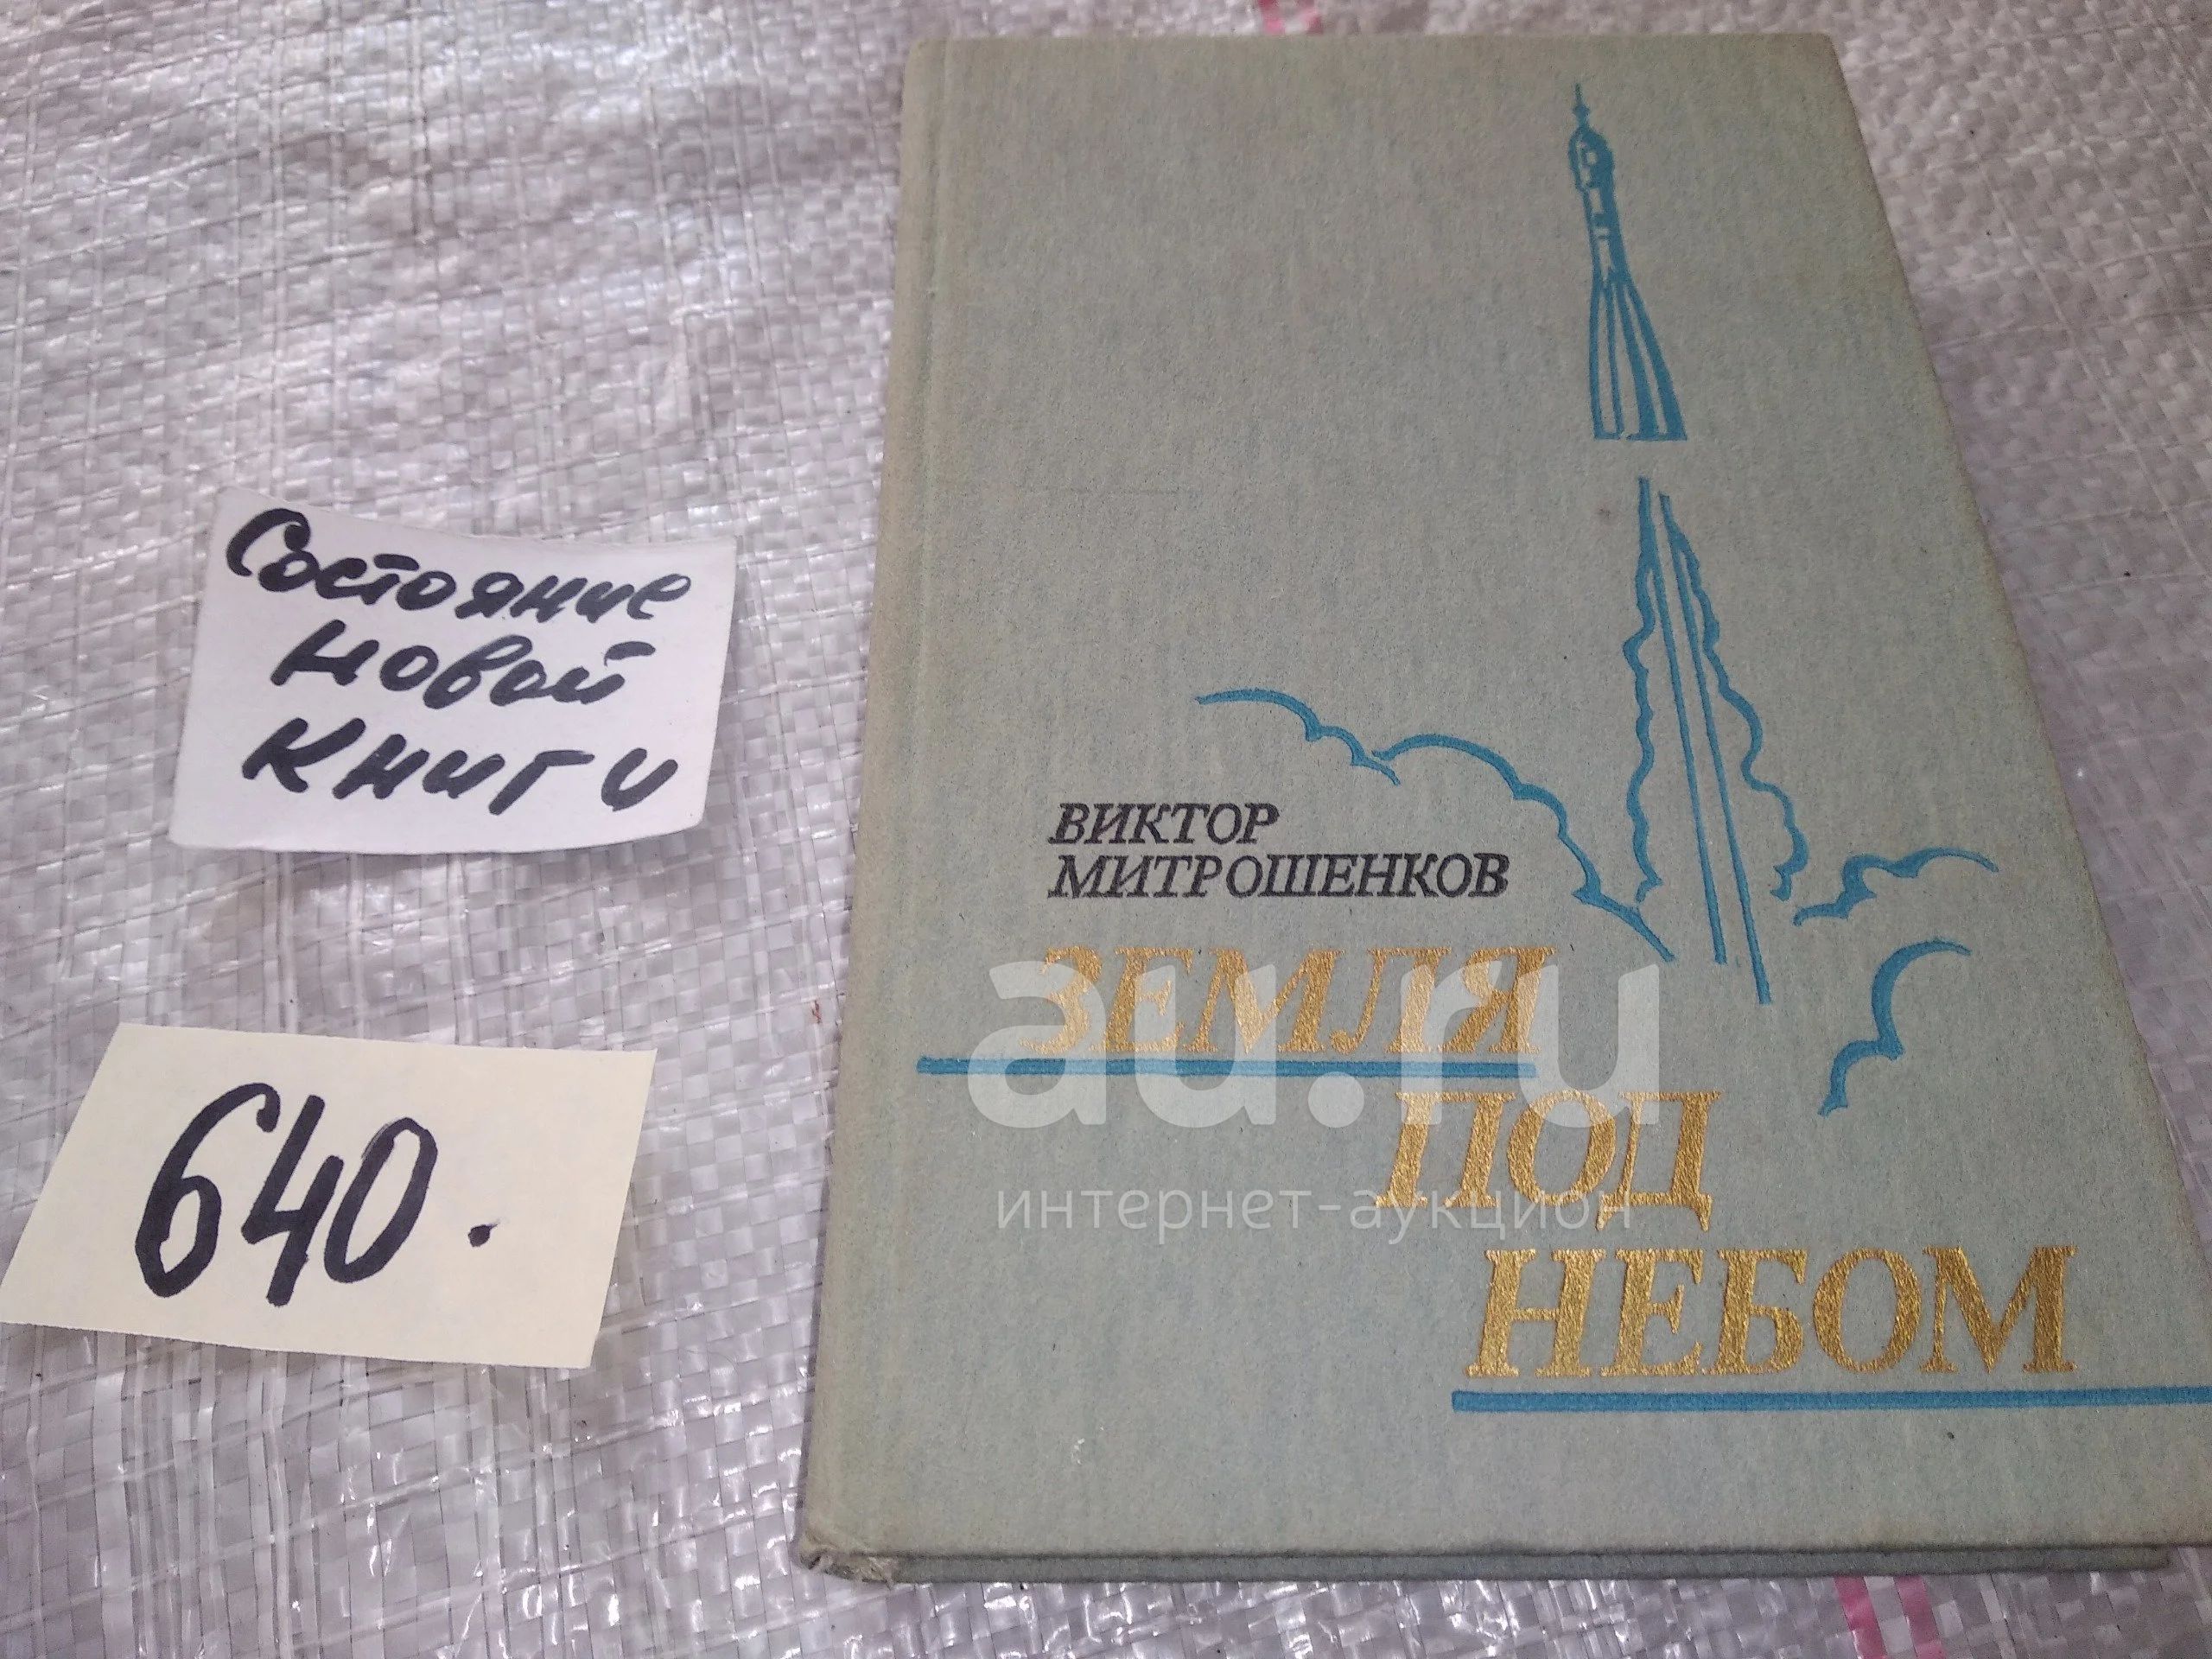 Состояние
новой
книги
640.
ВИКТОР
МИТРОШЕНКОВ
ЗЕМЛЯ
ПОД
НЕБОМ
au.ru
интернет-аукцион